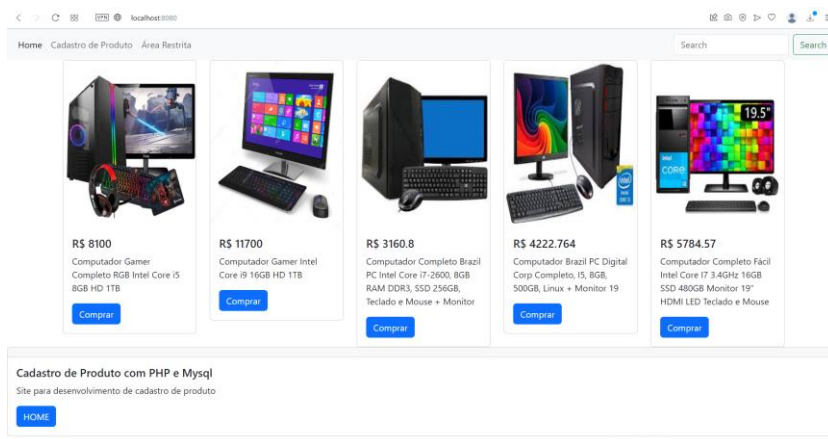 VPN localhost:8080
Home Cadastro de Produto Área Restrita Search Search
R$ 8100
Computador Gamer
Completo RGB Intel Core i5
8GB HD 1TB
Comprar
R$ 11700
Computador Gamer Intel
Core i9 16GB HD 1TB
Comprar
R$ 3160.8
Computador Completo Brazil
PC Intel Core i7-2600, 8GB
RAM DDR3, SSD 256GB,
Teclado e Mouse + Monitor
Comprar
intel
R$ 4222.764
Computador Brazil PC Digital
Corp Completo, I5, 8GB,
500GB, Linux + Monitor 19
Comprar
19.5"
intel
CORE
R$ 5784.57
Computador Completo Fácil
Intel Core I7 3.4GHz 16GB
SSD 480GB Monitor 19"
HDMI LED Teclado e Mouse
Comprar
Cadastro de Produto com PHP e Mysql
Site para desenvolvimento de cadastro de produto
HOME